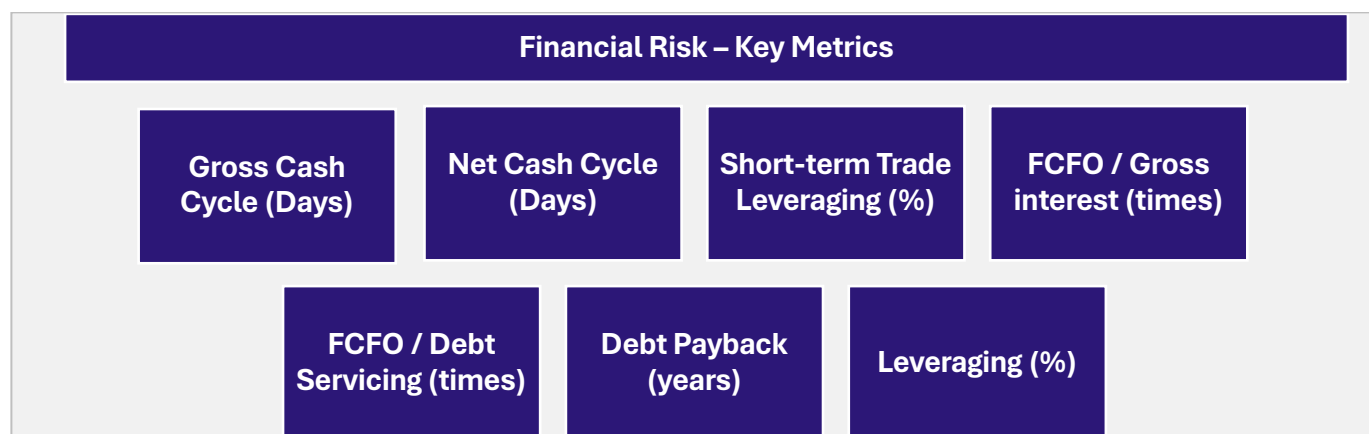 Financial Risk – Key Metrics
Gross Cash
Cycle (Days)
Net Cash Cycle
(Days)
Short-term Trade
Leveraging (%)
FCFO / Gross
interest (times)
FCFO / Debt
Servicing (times)
Debt Payback
(years)
Leveraging (%)